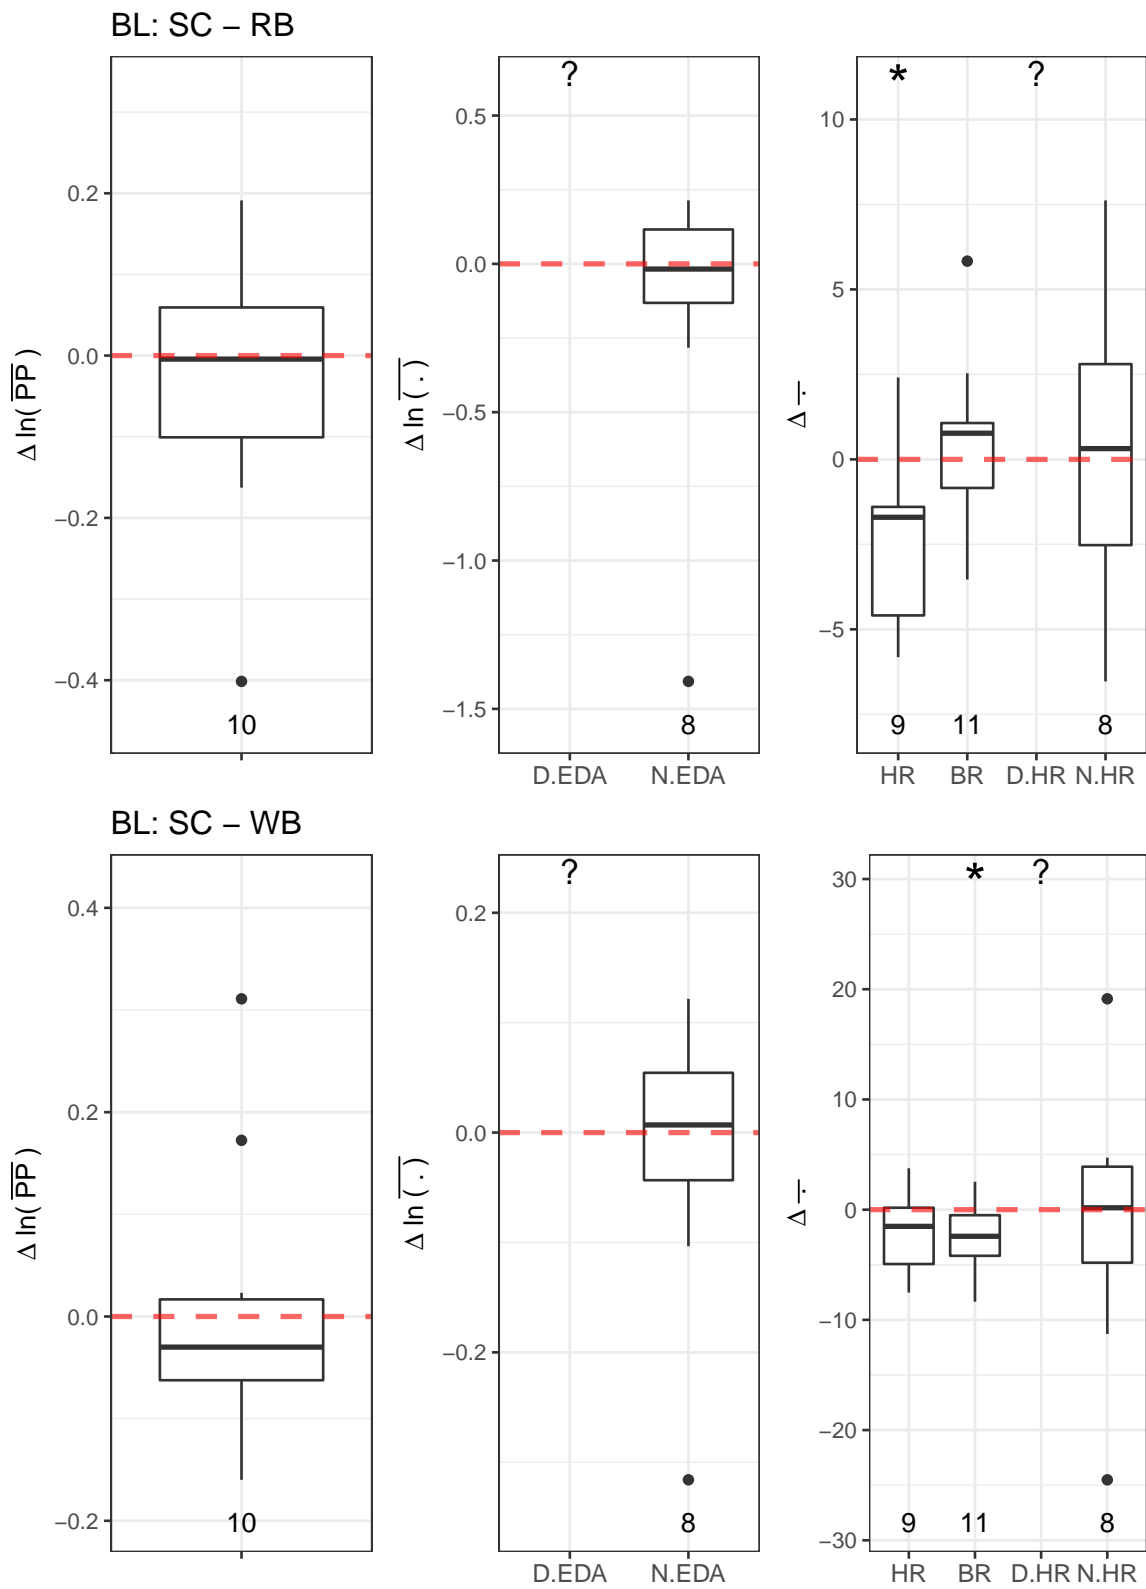 BL: SC – RB
Δ ln( PP )
0.2
0.0
−0.2
−0.4
10
Δ ln ( . )
0.5
0.0
−0.5
−1.0
−1.5
?
8
D.EDA N.EDA
Δ .
10
5
0
−5
* ?
9 11 8
HR BR D.HR N.HR
BL: SC – WB
Δ ln( PP )
0.4
0.2
0.0
−0.2
10
Δ ln ( . )
0.2
0.0
−0.2
?
8
D.EDA N.EDA
Δ .
30
20
10
0
−10
−20
−30
* ?
9 11 8
HR BR D.HR N.HR